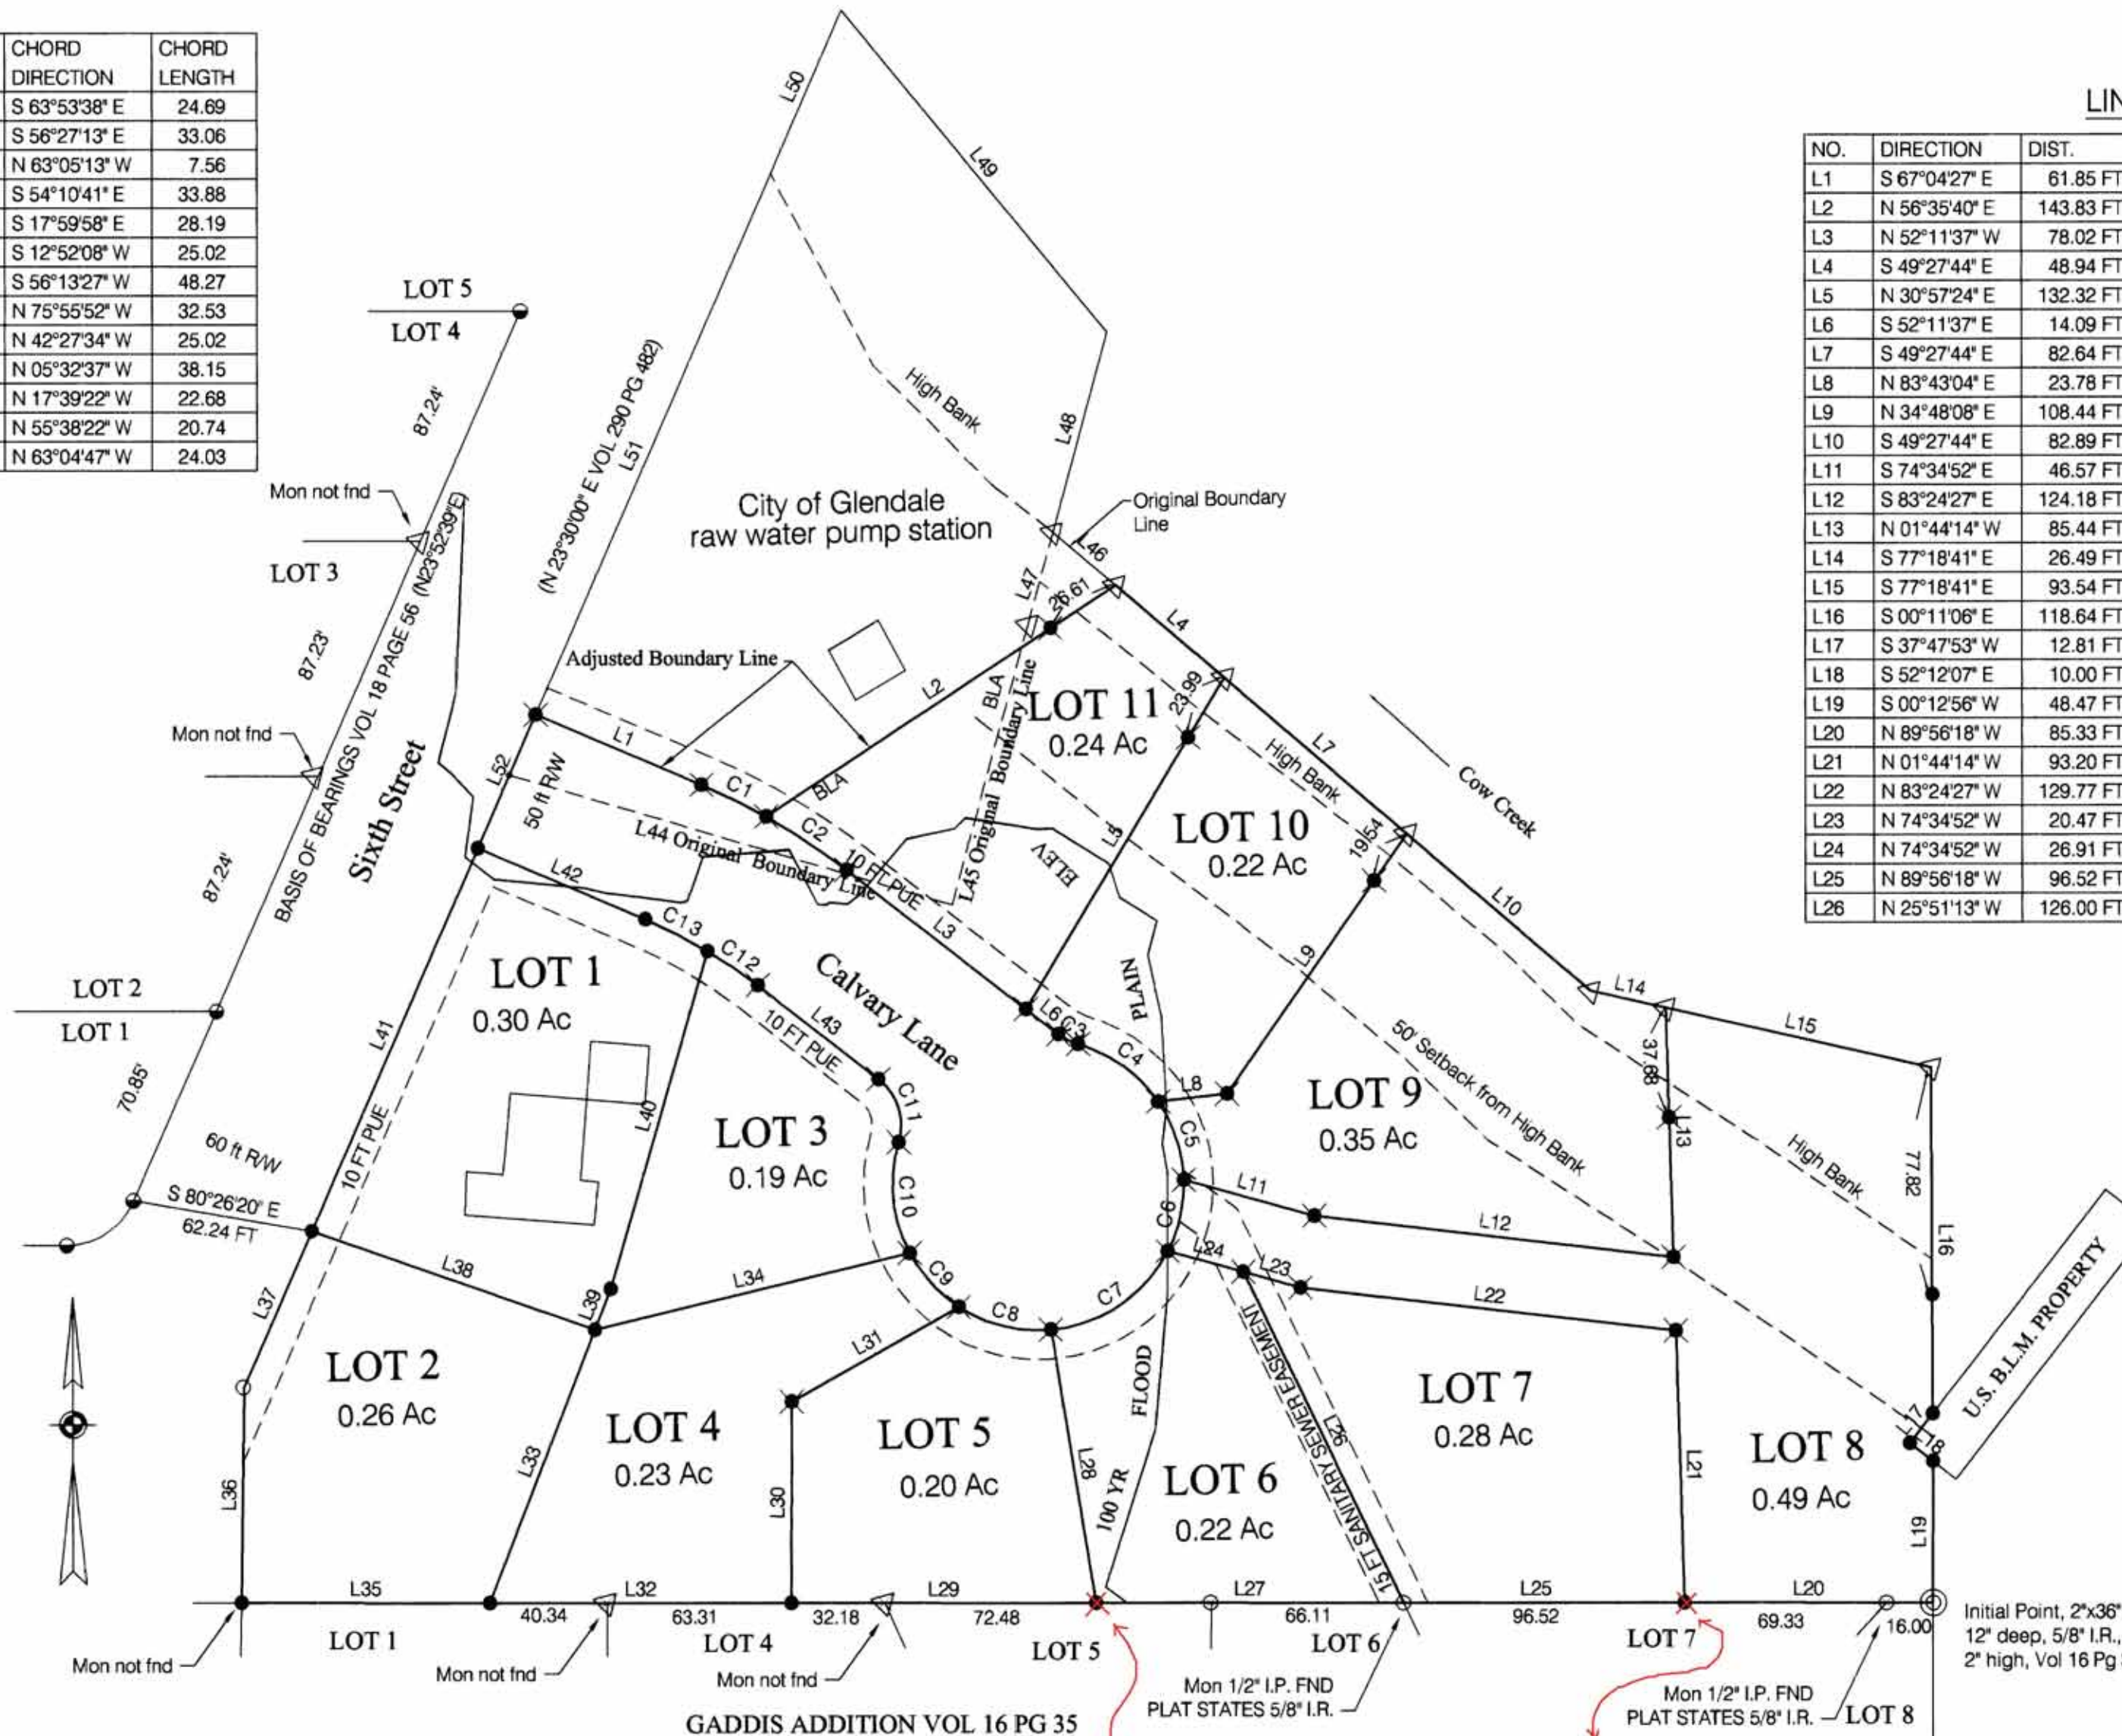 CHORD DIRECTION CHORD LENGTH
S 63°53'38" E 24.69
S 56°27'13" E 33.06
N 63°05'13" W 7.56
S 54°10'41" E 33.88
S 17°59'58" E 28.19
S 12°52'08" W 25.02
S 56°13'27" W 48.27
N 75°55'52" W 32.53
N 42°27'34" W 25.02
N 05°32'37" W 38.15
N 17°39'22" W 22.68
N 55°38'22" W 20.74
N 63°04'47" W 24.03
LIN
NO. DIRECTION DIST.
L1 S 67°04'27" E 61.85 FT
L2 N 56°35'40" E 143.83 FT
L3 N 52°11'37" W 78.02 FT
L4 S 49°27'44" E 48.94 FT
L5 N 30°57'24" E 132.32 FT
L6 S 52°11'37" E 14.09 FT
L7 S 49°27'44" E 82.64 FT
L8 N 83°43'04" E 23.78 FT
L9 N 34°48'08" E 108.44 FT
L10 S 49°27'44" E 82.89 FT
L11 S 74°34'52" E 46.57 FT
L12 S 83°24'27" E 124.18 FT
L13 N 01°44'14" W 85.44 FT
L14 S 77°18'41" E 26.49 FT
L15 S 77°18'41" E 93.54 FT
L16 S 00°11'06" E 118.64 FT
L17 S 37°47'53" W 12.81 FT
L18 S 52°12'07" E 10.00 FT
L19 S 00°12'56" W 48.47 FT
L20 N 89°56'18" W 85.33 FT
L21 N 01°44'14" W 93.20 FT
L22 N 83°24'27" W 129.77 FT
L23 N 74°34'52" W 20.47 FT
L24 N 74°34'52" W 26.91 FT
L25 N 89°56'18" W 96.52 FT
L26 N 25°51'13" W 126.00 FT
L50
L49
LOT 5
LOT 4
87.24'
(N 23°30'00" E VOL 290 PG 482)
L51
High Bank
L48
Mon not fnd
LOT 3
City of Glendale
raw water pump station
Original Boundary
Line
L46
L47
26.61
L4
87.23'
BASIS OF BEARINGS VOL 18 PAGE 56 (N23°52'39"E)
Adjusted Boundary Line
L2
BLA
LOT 11
0.24 Ac
23.99
Mon not fnd
Sixth Street
L52
50 ft R/W
L1
C1
BLA
C2
L44 Original Boundary Line
L45 Original Boundary Line
L5
High Bank
L7
Cow Creek
87.24'
L42
10 FT PUE
L3
ELEV
LOT 10
0.22 Ac
19.54
L10
C13
C12
LOT 1
0.30 Ac
Calvary Lane
L43
10 FT PUE
L6
C3
C4
PLAIN
L9
L14
L15
LOT 2
LOT 1
L41
70.85'
60 ft R/W
10 FT PUE
L40
C11
L8
C5
LOT 9
0.35 Ac
50' Setback from High Bank
37.68
L13
High Bank
77.82
L16
LOT 3
0.19 Ac
C10
L11
C6
L12
S 80°26'20" E
62.24 FT
L37
L38
L39
L34
C9
C8
C7
L24
L23
L22
U.S. B.L.M. PROPERTY
LOT 2
0.26 Ac
L31
L33
LOT 4
0.23 Ac
LOT 5
0.20 Ac
L28
FLOOD
100 YR
15 FT SANITARY SEWER EASEMENT
L26
LOT 7
0.28 Ac
L21
LOT 8
0.49 Ac
L17
L18
L19
L36
L30
LOT 6
0.22 Ac
L35
L32
L29
L27
L25
L20
40.34 63.31 32.18 72.48 66.11 96.52 69.33 16.00
LOT 1 LOT 4 LOT 5 LOT 6 LOT 7
Mon not fnd
Mon not fnd
Mon not fnd
Mon 1/2" I.P. FND
PLAT STATES 5/8" I.R.
Mon 1/2" I.P. FND
PLAT STATES 5/8" I.R.
LOT 8
Initial Point, 2"x36"
12" deep, 5/8" I.R.,
2" high, Vol 16 Pg
GADDIS ADDITION VOL 16 PG 35